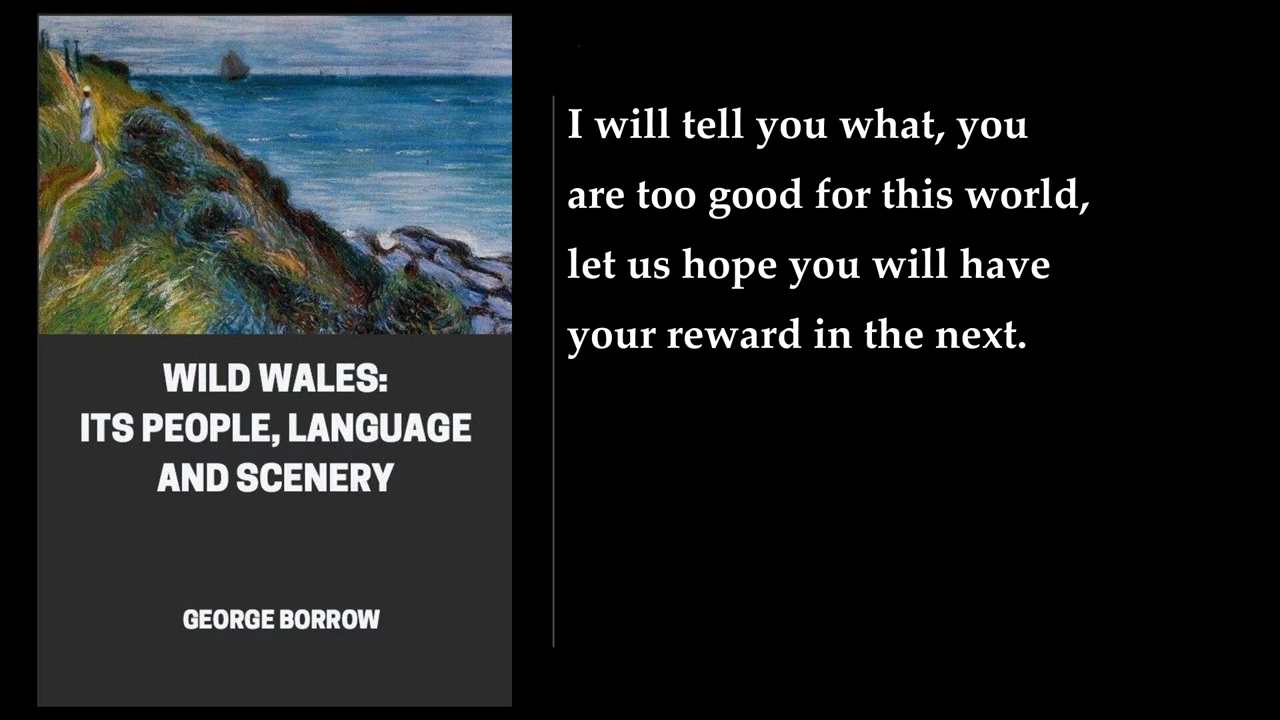 WILD WALES:
ITS PEOPLE, LANGUAGE
AND SCENERY
GEORGE BORROW
I will tell you what, you
are too good for this world,
let us hope you will have
your reward in the next.